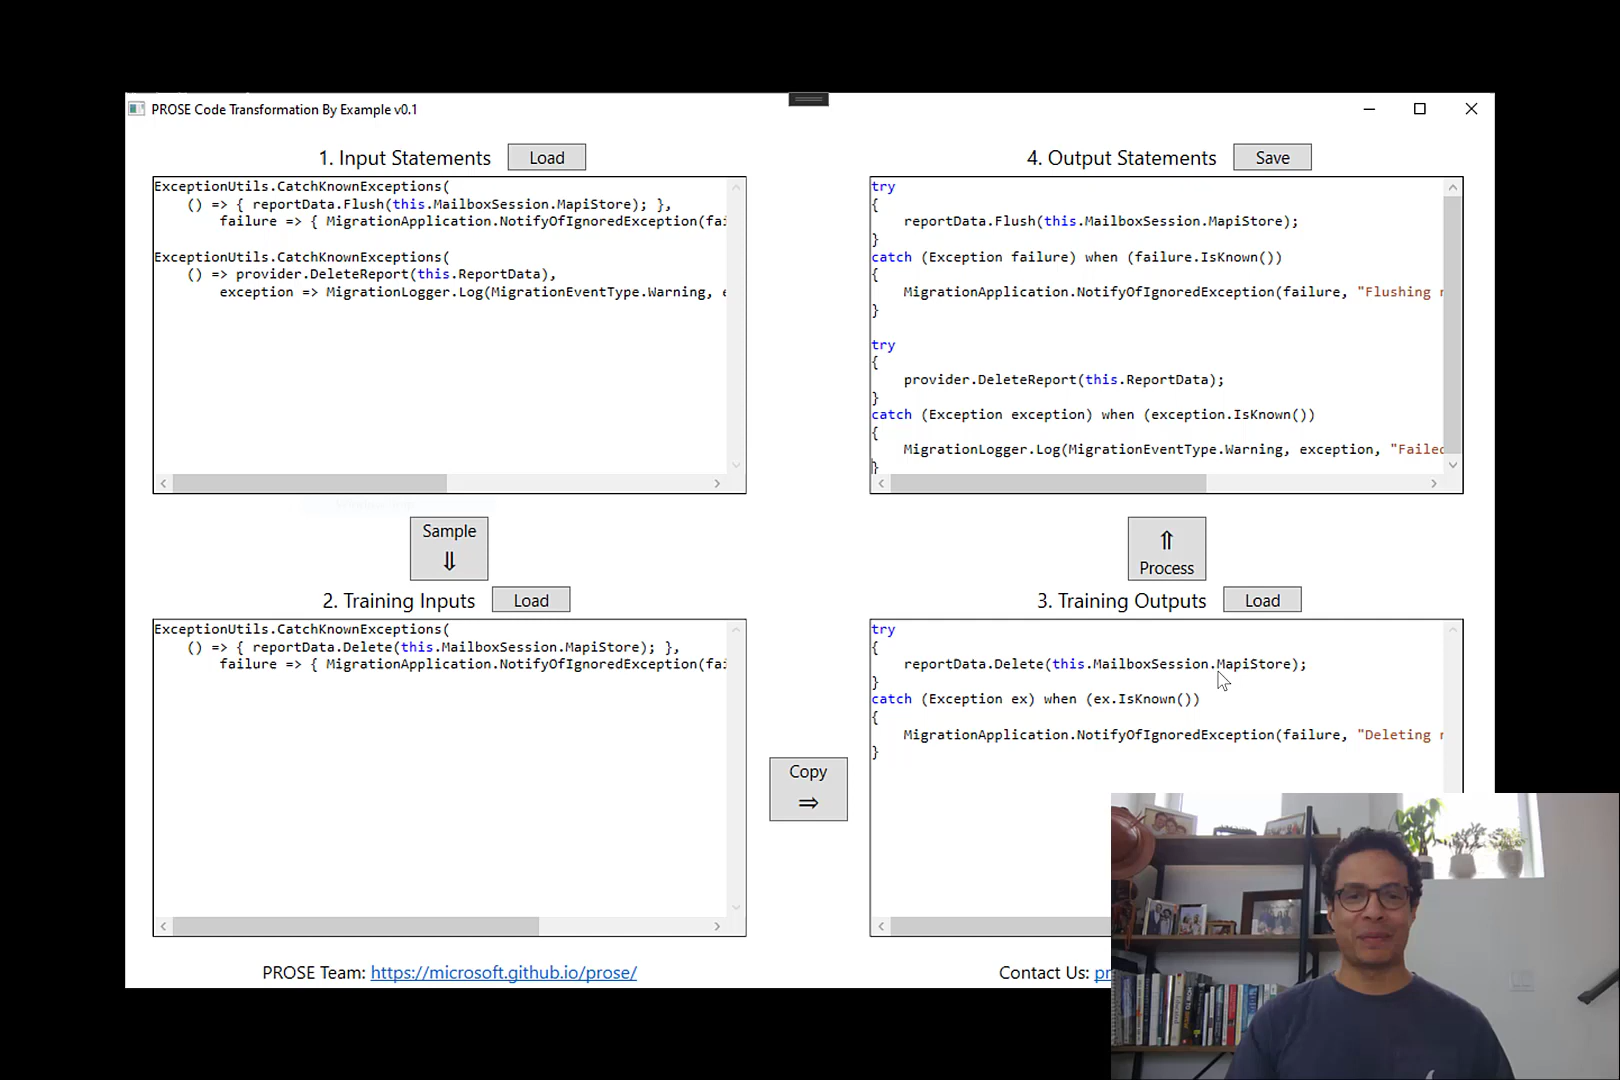 PROSE Code Transformation By Example v0.1
1. Input Statements
Load
ExceptionUtils.CatchKnownExceptions(
() => { reportData.Flush(this.MailboxSession.MapiStore); },
failure => { MigrationApplication.NotifyOfIgnoredException(fai
ExceptionUtils.CatchKnownExceptions(
() => provider.DeleteReport(this.ReportData),
exception => MigrationLogger.Log(MigrationEventType.Warning, e
4. Output Statements
Save
try
{
reportData.Flush(this.MailboxSession.MapiStore);
}
catch (Exception failure) when (failure.IsKnown())
{
MigrationApplication.NotifyOfIgnoredException(failure, "Flushing r
}
try
{
provider.DeleteReport(this.ReportData);
}
catch (Exception exception) when (exception.IsKnown())
{
MigrationLogger.Log(MigrationEventType.Warning, exception, "Failed
}
Sample
⇓
⇑
Process
2. Training Inputs
Load
ExceptionUtils.CatchKnownExceptions(
() => { reportData.Delete(this.MailboxSession.MapiStore); },
failure => { MigrationApplication.NotifyOfIgnoredException(fai
Copy
⇒
3. Training Outputs
Load
try
{
reportData.Delete(this.MailboxSession.MapiStore);
}
catch (Exception ex) when (ex.IsKnown())
{
MigrationApplication.NotifyOfIgnoredException(failure, "Deleting r
}
PROSE Team: https://microsoft.github.io/prose/
Contact Us: pr